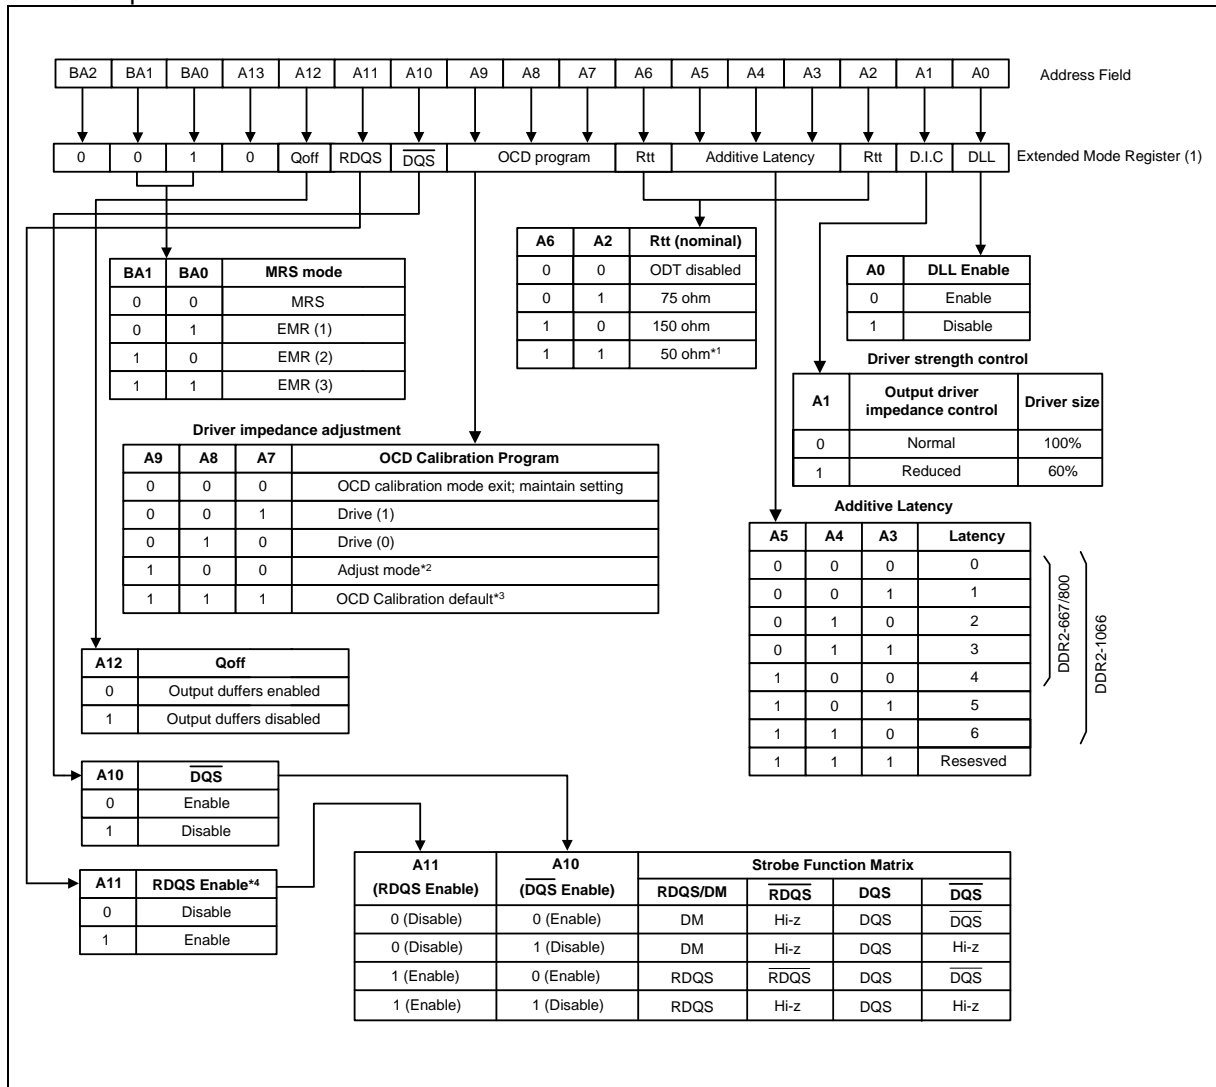 BA2 BA1 BA0 A13 A12 A11 A10 A9 A8 A7 A6 A5 A4 A3 A2 A1 A0 Address Field
0 0 1 0 Qoff RDQS DQS OCD program Rtt Additive Latency Rtt D.I.C DLL Extended Mode Register (1)
BA1 BA0 MRS mode
0 0 MRS
0 1 EMR (1)
1 0 EMR (2)
1 1 EMR (3)
A6 A2 Rtt (nominal)
0 0 ODT disabled
0 1 75 ohm
1 0 150 ohm
1 1 50 ohm*1
A0 DLL Enable
0 Enable
1 Disable
Driver strength control
A1 Output driver impedance control Driver size
0 Normal 100%
1 Reduced 60%
Driver impedance adjustment
A9 A8 A7 OCD Calibration Program
0 0 0 OCD calibration mode exit; maintain setting
0 0 1 Drive (1)
0 1 0 Drive (0)
1 0 0 Adjust mode*2
1 1 1 OCD Calibration default*3
Additive Latency
A5 A4 A3 Latency
0 0 0 0
0 0 1 1
0 1 0 2
0 1 1 3
1 0 0 4
1 0 1 5
1 1 0 6
1 1 1 Resesved
DDR2-667/800
DDR2-1066
A12 Qoff
0 Output duffers enabled
1 Output duffers disabled
A10 DQS
0 Enable
1 Disable
A11 RDQS Enable*4
0 Disable
1 Enable
A11 (RDQS Enable) A10 (DQS Enable) Strobe Function Matrix
RDQS/DM RDQS DQS DQS
0 (Disable) 0 (Enable) DM Hi-z DQS DQS
0 (Disable) 1 (Disable) DM Hi-z DQS Hi-z
1 (Enable) 0 (Enable) RDQS RDQS DQS DQS
1 (Enable) 1 (Disable) RDQS Hi-z DQS Hi-z